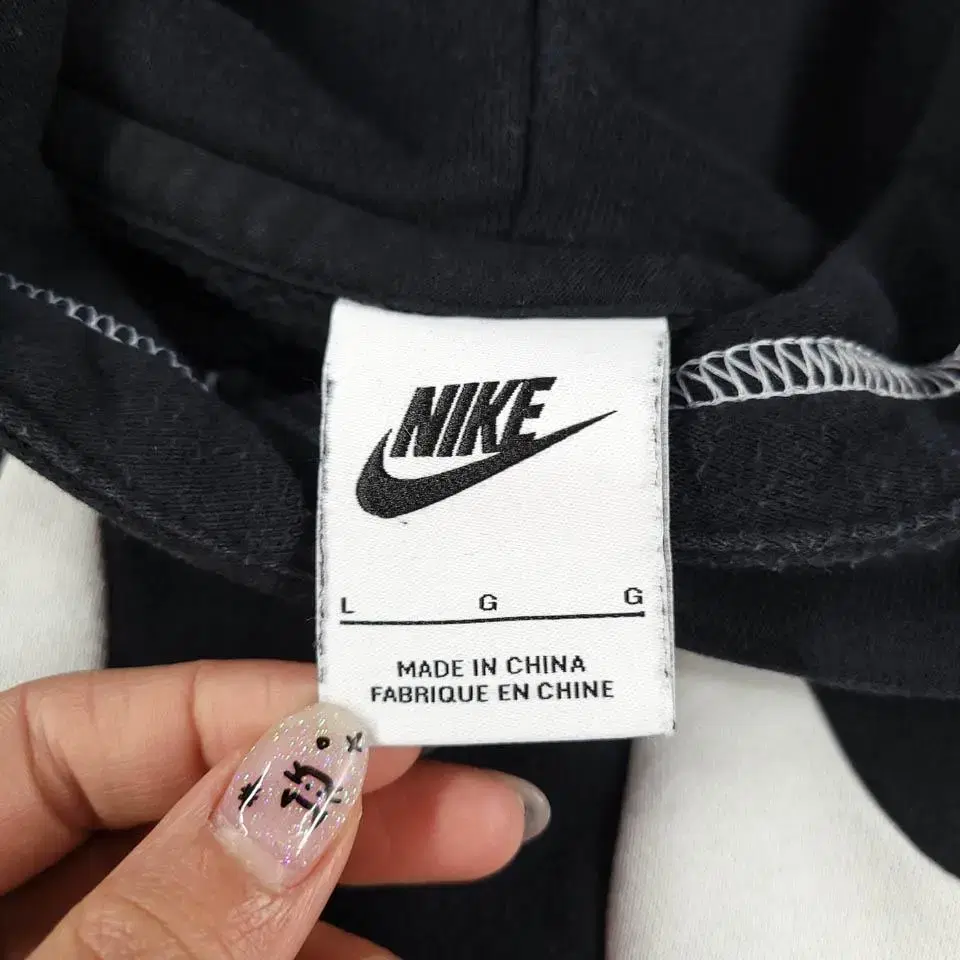 NIKE
L G G
MADE IN CHINA
FABRIQUE EN CHINE